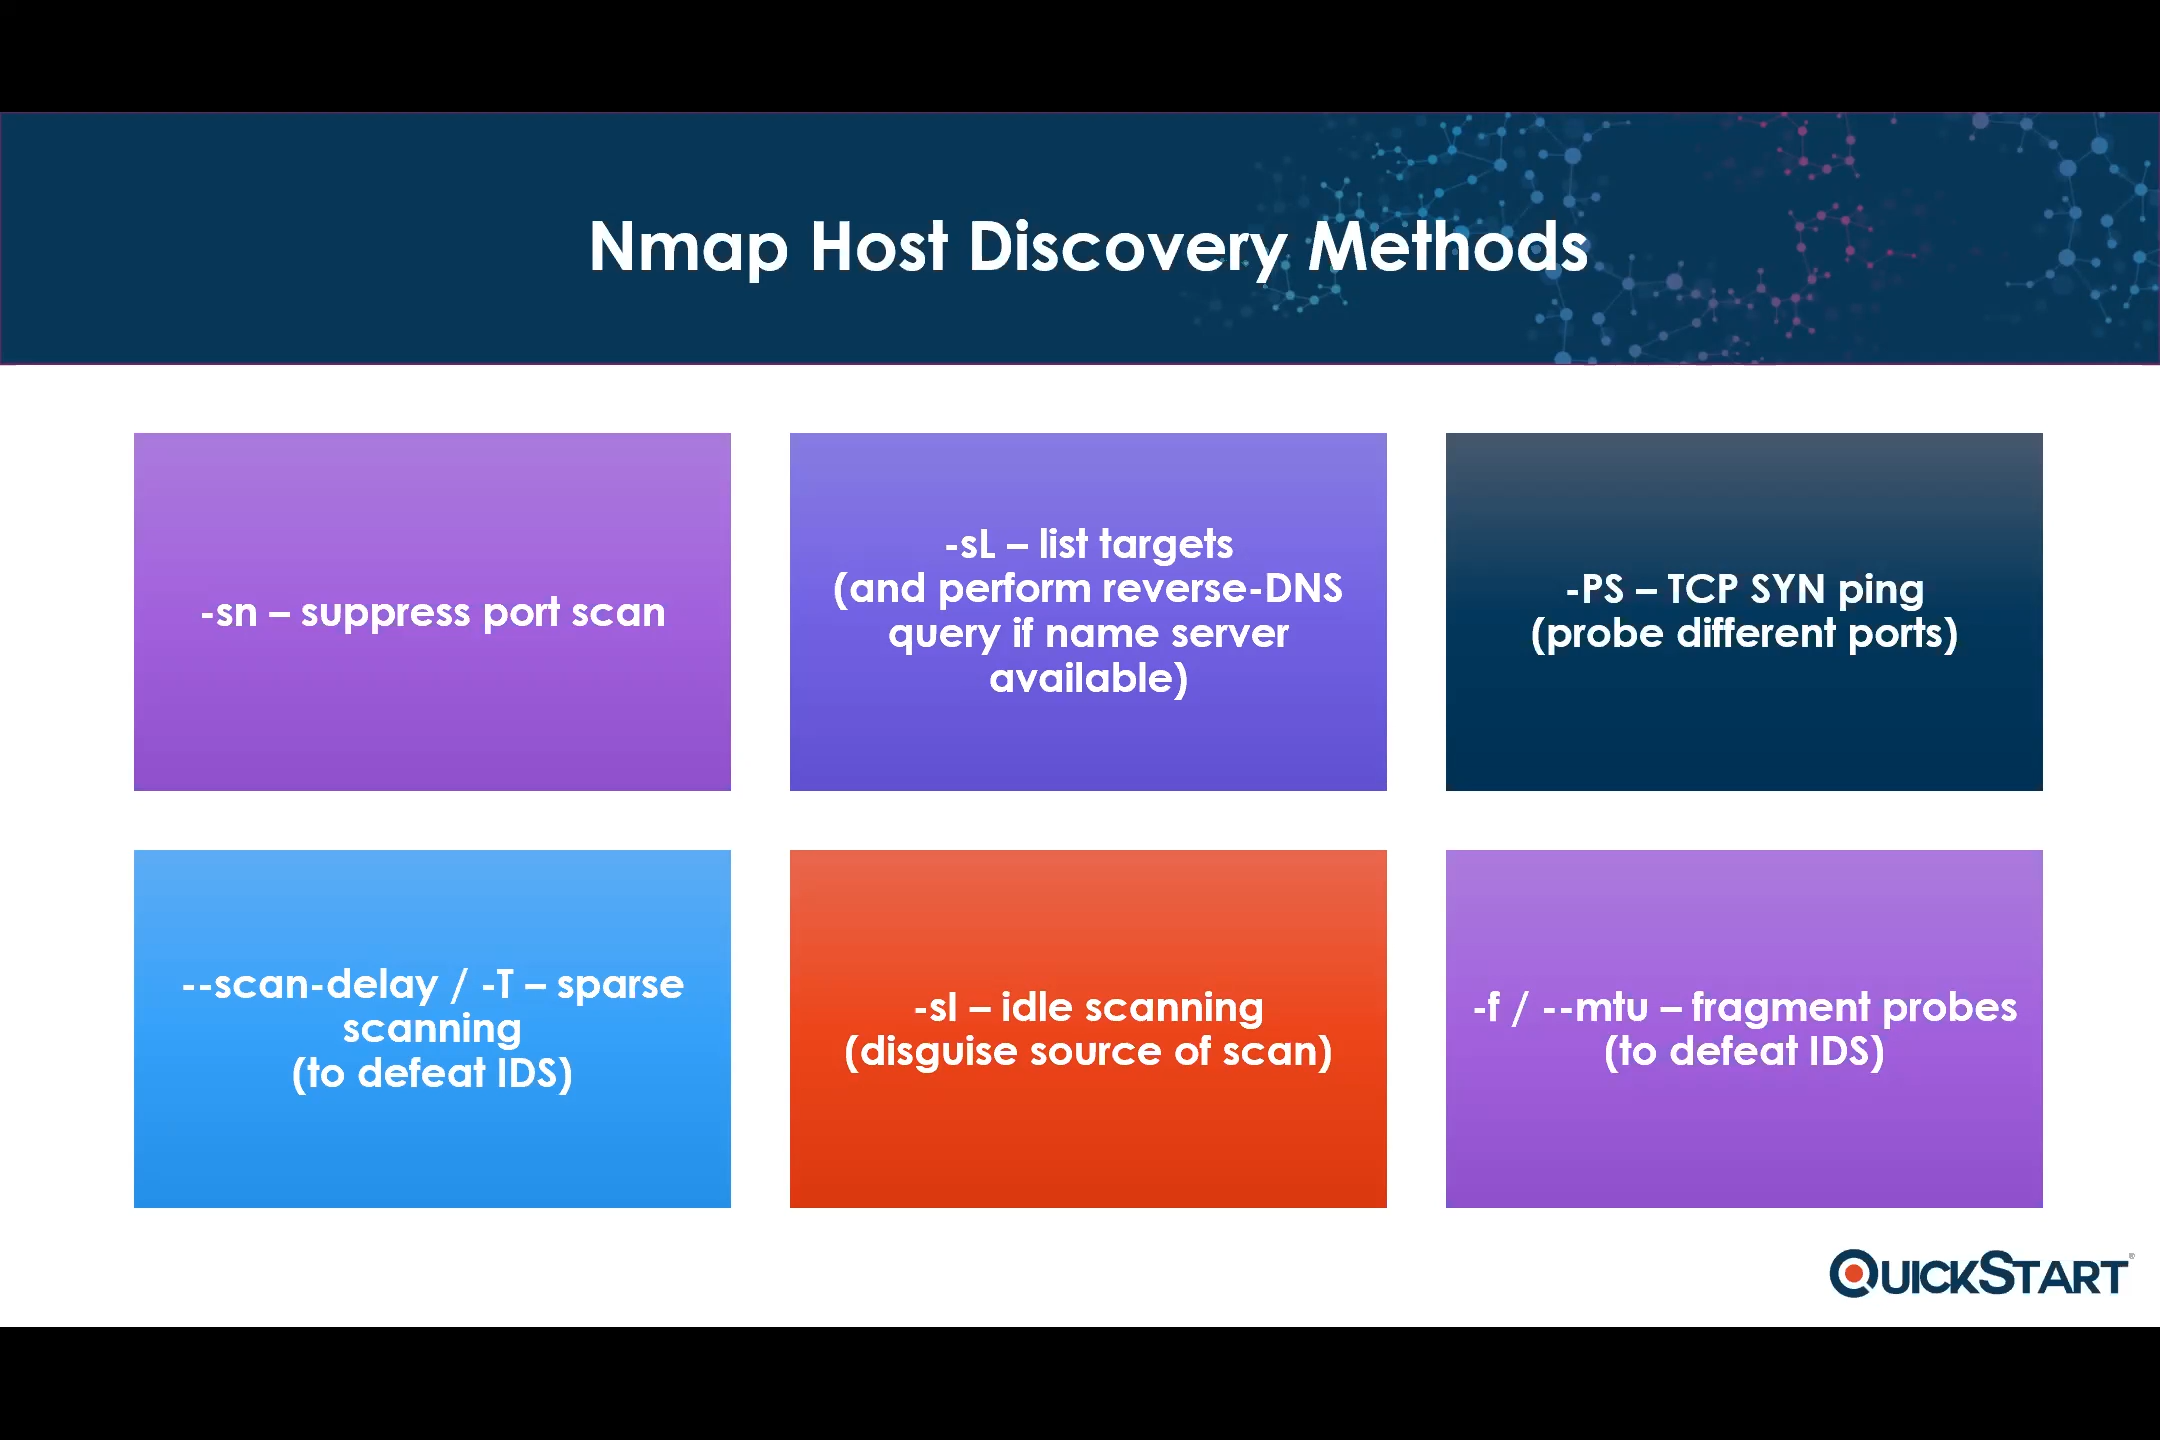 Nmap Host Discovery Methods
-sn – suppress port scan
-sL – list targets
(and perform reverse-DNS
query if name server
available)
-PS – TCP SYN ping
(probe different ports)
--scan-delay / -T – sparse
scanning
(to defeat IDS)
-sI – idle scanning
(disguise source of scan)
-f / --mtu – fragment probes
(to defeat IDS)
QUICKSTART®